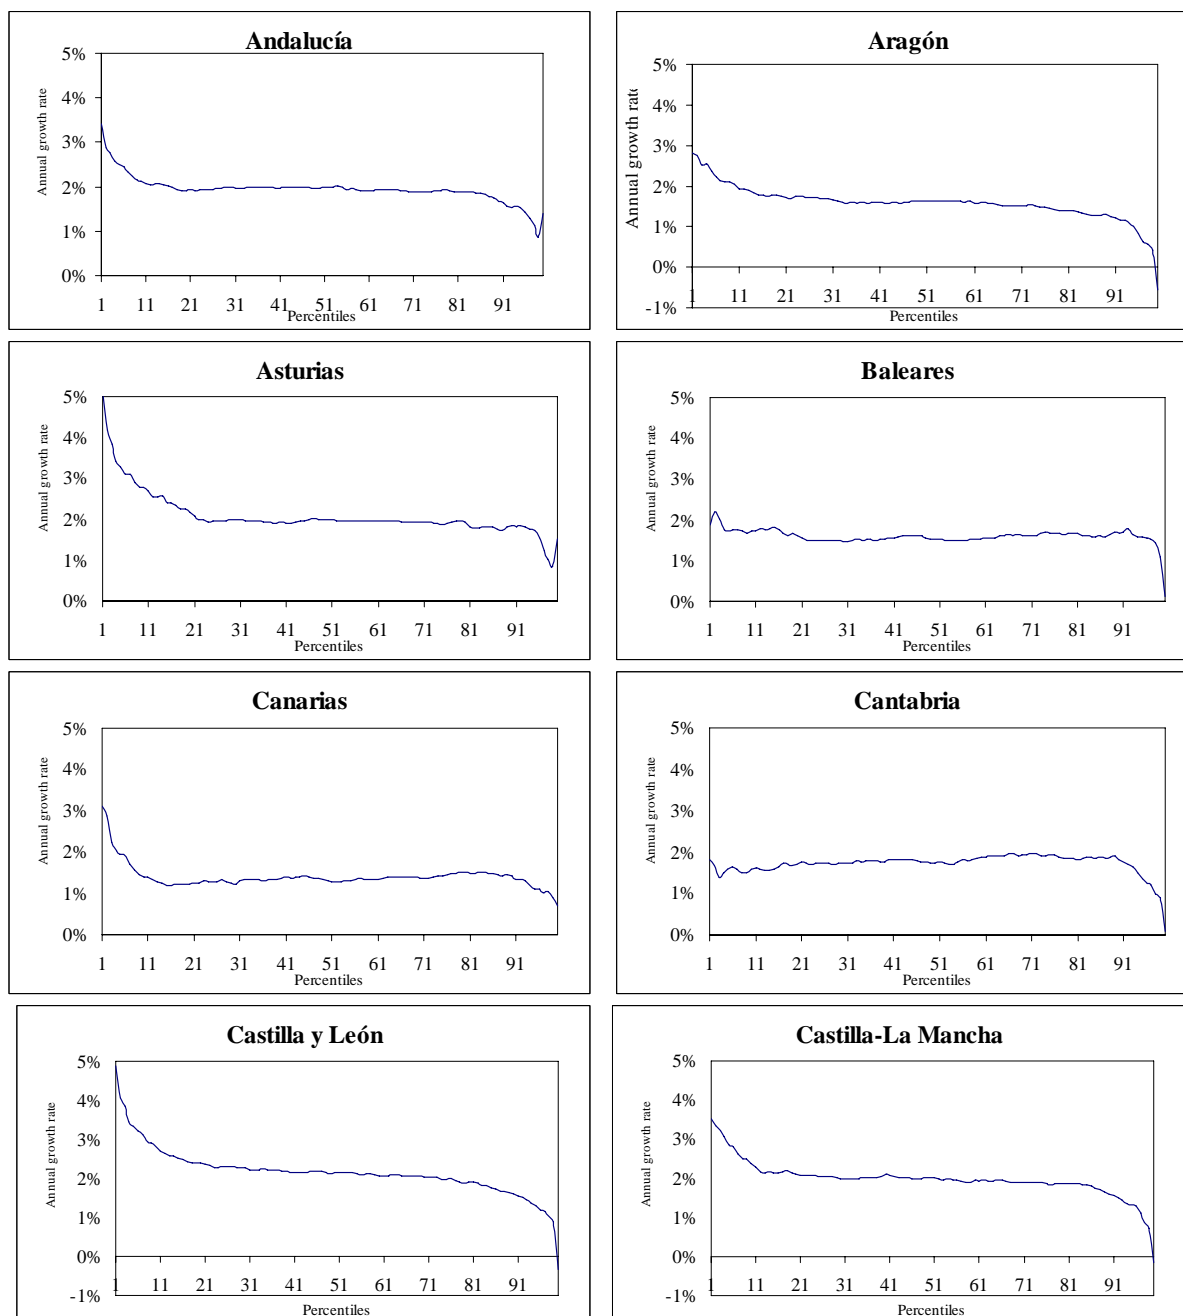 Andalucía
5%
4%
3%
2%
1%
0%
Annual growth rate
1 11 21 31 41 51 61 71 81 91
Percentiles
Aragón
5%
4%
3%
2%
1%
0%
-1%
Annual growth rate
1 11 21 31 41 51 61 71 81 91
Percentiles
Asturias
5%
4%
3%
2%
1%
0%
Annual growth rate
1 11 21 31 41 51 61 71 81 91
Percentiles
Baleares
5%
4%
3%
2%
1%
0%
Annual growth rate
1 11 21 31 41 51 61 71 81 91
Percentiles
Canarias
5%
4%
3%
2%
1%
0%
Annual growth rate
1 11 21 31 41 51 61 71 81 91
Percentiles
Cantabria
5%
4%
3%
2%
1%
0%
Annual growth rate
1 11 21 31 41 51 61 71 81 91
Percentiles
Castilla y León
5%
4%
3%
2%
1%
0%
-1%
Annual growth rate
1 11 21 31 41 51 61 71 81 91
Percentiles
Castilla-La Mancha
5%
4%
3%
2%
1%
0%
-1%
Annual growth rate
1 11 21 31 41 51 61 71 81 91
Percentiles